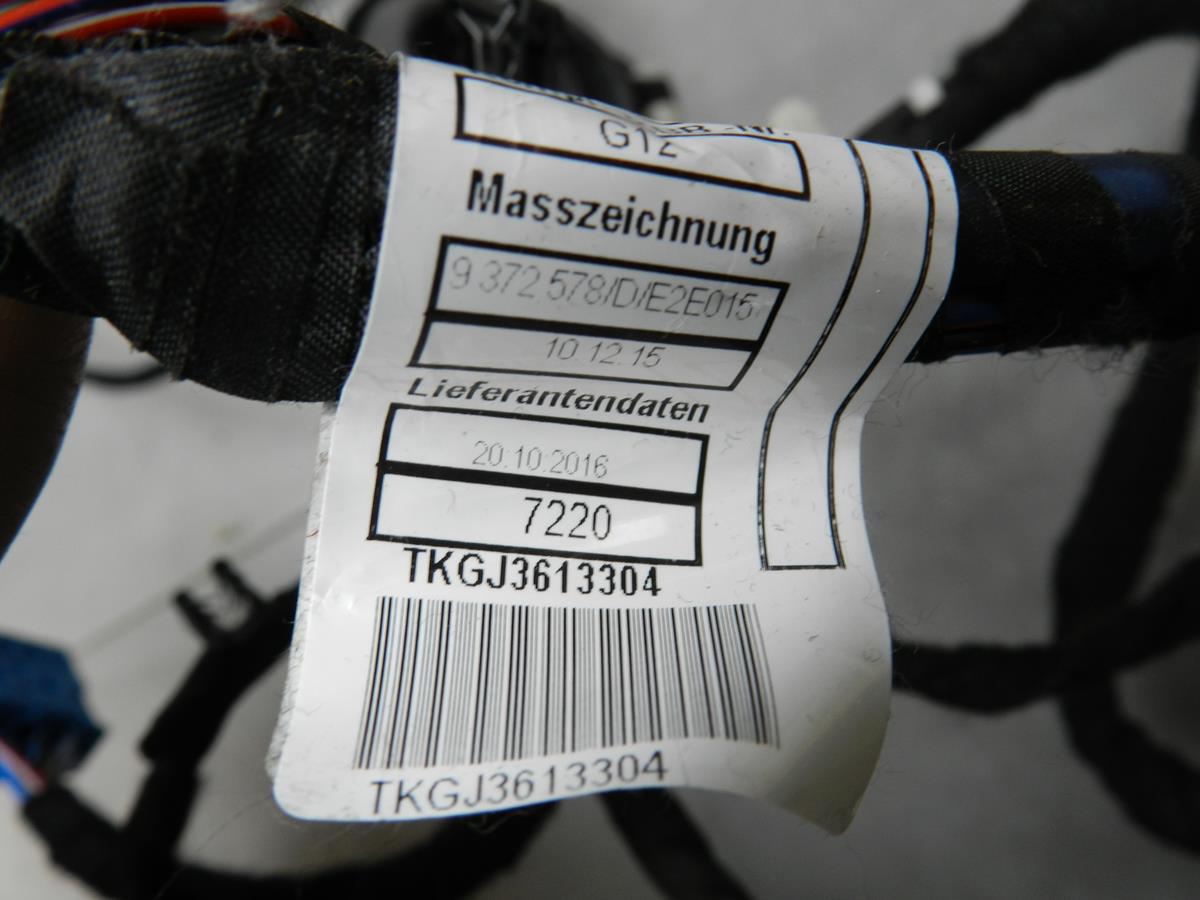 G12
Masszeichnung
9 372 578/D/E2E015
10.12.15
Lieferantendaten
20.10.2016
7220
TKGJ3613304
TKGJ3613304